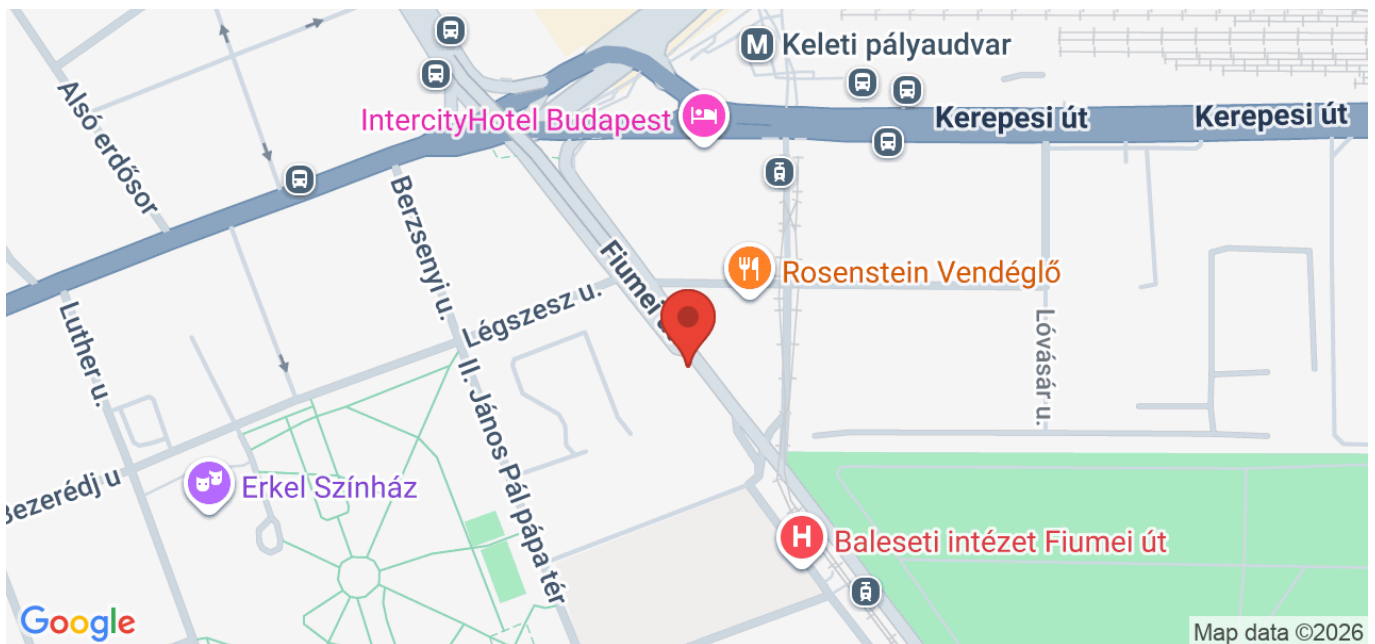 M Keleti pályaudvar
Alsó erdősor
IntercityHotel Budapest
Kerepesi út
Kerepesi út
Berzsenyi u.
Fiumei
Rosenstein Vendéglő
Légszesz u.
Luther u.
Lóvásár u.
II. János Pál pápa tér
Bezerédj u
Erkel Színház
H Baleseti intézet Fiumei út
Google
Map data ©2026